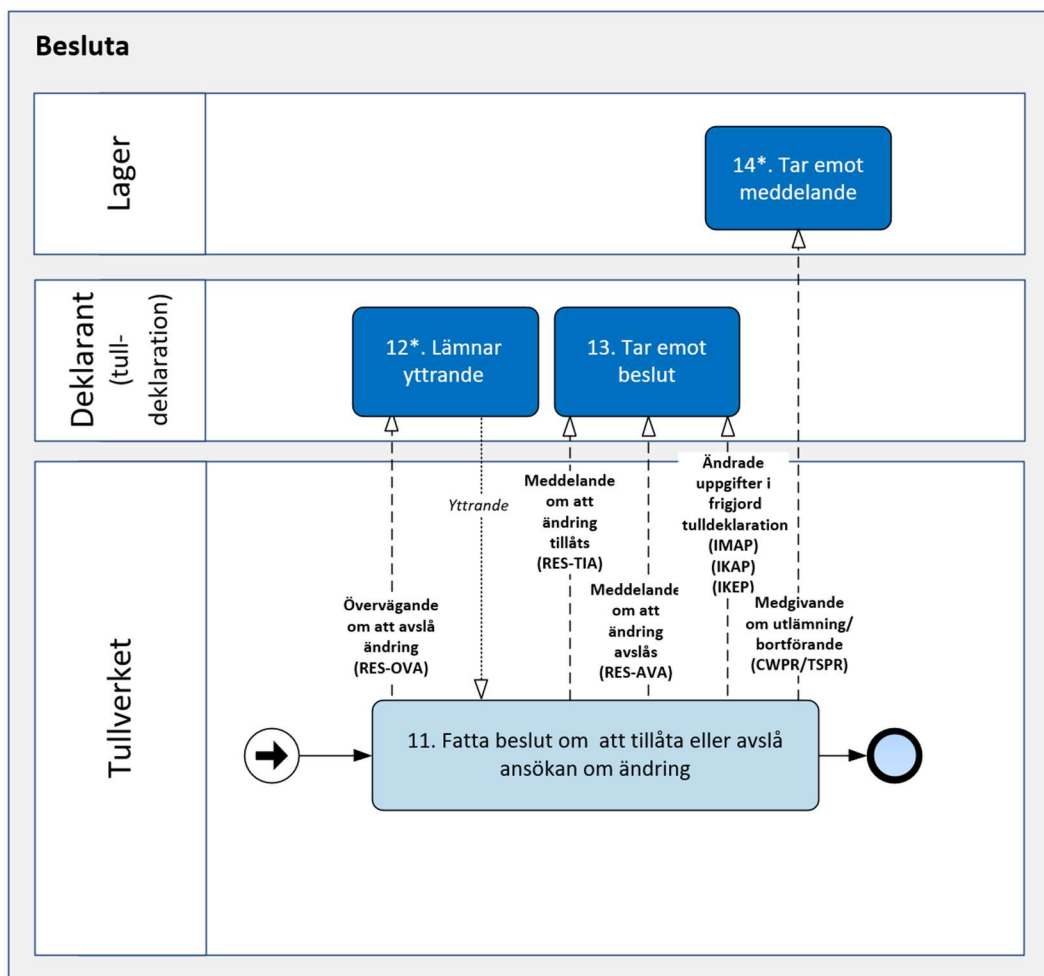 Besluta
Lager
14*. Tar emot
meddelande
Deklarant
(tull-
deklaration)
12*. Lämnar
yttrande
13. Tar emot
beslut
Tullverket
Övervägande
om att avslå
ändring
(RES-OVA)
Yttrande
Meddelande
om att
ändring
tillåts
(RES-TIA)
Meddelande
om att
ändring
avslås
(RES-AVA)
Ändrade
uppgifter i
frigjord
tulldeklaration
(IMAP)
(IKAP)
(IKEP)
Medgivande
om utlämning/
bortförande
(CWPR/TSPR)
11. Fatta beslut om att tillåta eller avslå
ansökan om ändring